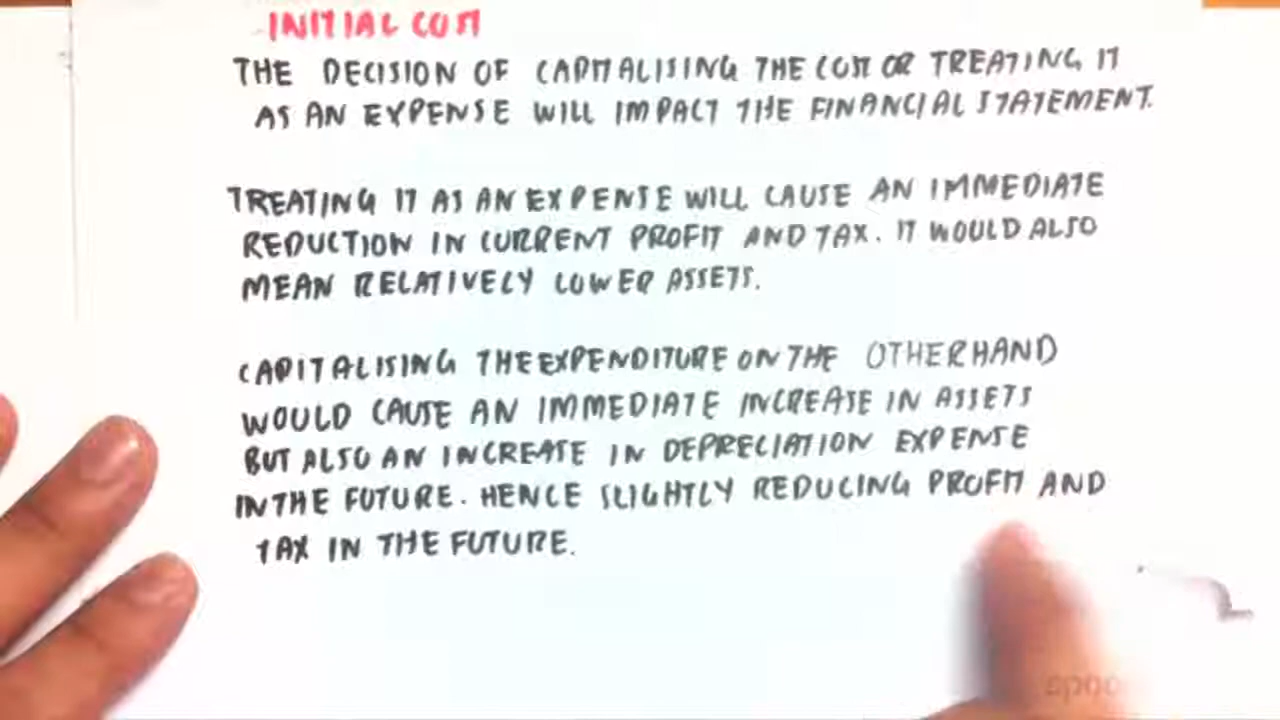 INITIAL COST
THE DECISION OF CAPITALISING THE COST OR TREATING IT
AS AN EXPENSE WILL IMPACT THE FINANCIAL STATEMENT.
TREATING IT AS AN EXPENSE WILL CAUSE AN IMMEDIATE
REDUCTION IN CURRENT PROFIT AND TAX. IT WOULD ALSO
MEAN RELATIVELY LOWER ASSETS.
CAPITALISING THE EXPENDITURE ON THE OTHERHAND
WOULD CAUSE AN IMMEDIATE INCREASE IN ASSETS
BUT ALSO AN INCREASE IN DEPRECIATION EXPENSE
IN THE FUTURE. HENCE SLIGHTLY REDUCING PROFIT AND
TAX IN THE FUTURE.